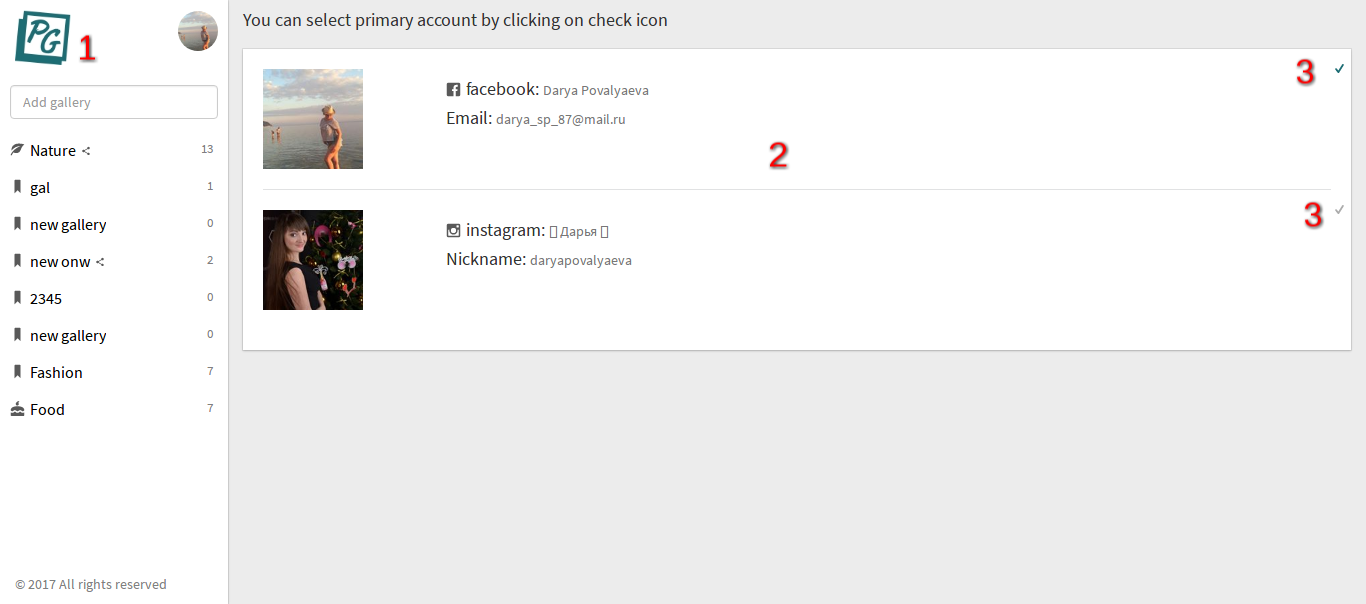 PG
1
Add gallery
Nature 13
gal 1
new gallery 0
new onw 2
2345 0
new gallery 0
Fashion 7
Food 7
© 2017 All rights reserved
You can select primary account by clicking on check icon
3
facebook: Darya Povalyaeva
Email: darya_sp_87@mail.ru
2
3
instagram: Дарья
Nickname: daryapovalyaeva